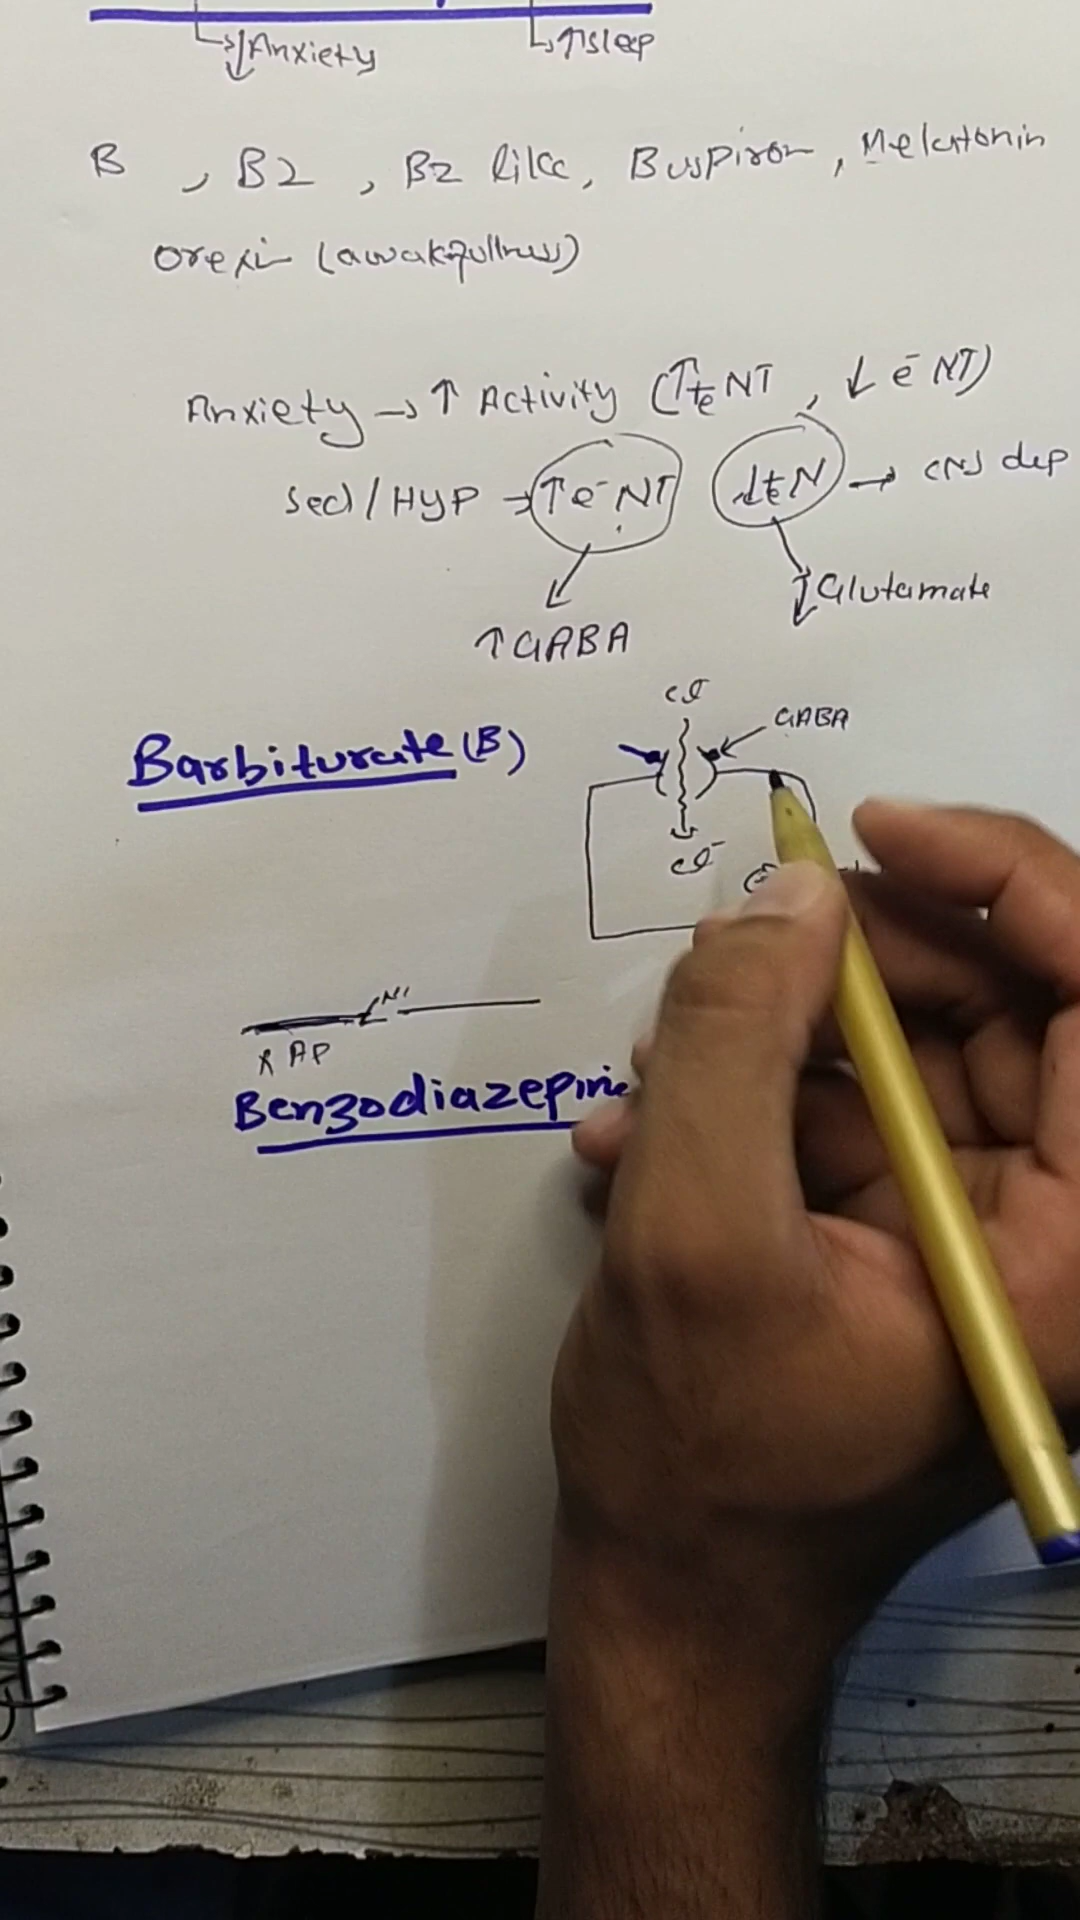 ↓Anxiety ↑sleep
B , BZ , BZ like, Buspiron , Melatonin
orexin (awakefullness)
Anxiety → ↑ Activity (↑+e NT , ↓ e⁻ NT)
Sed / HYP → ↑e⁻ NT ↓+eN → CNS dep
↓Glutamate
↑GABA
Cl⁻
GABA
Barbiturate (B)
Cl⁻
AP
Benzodiazepine